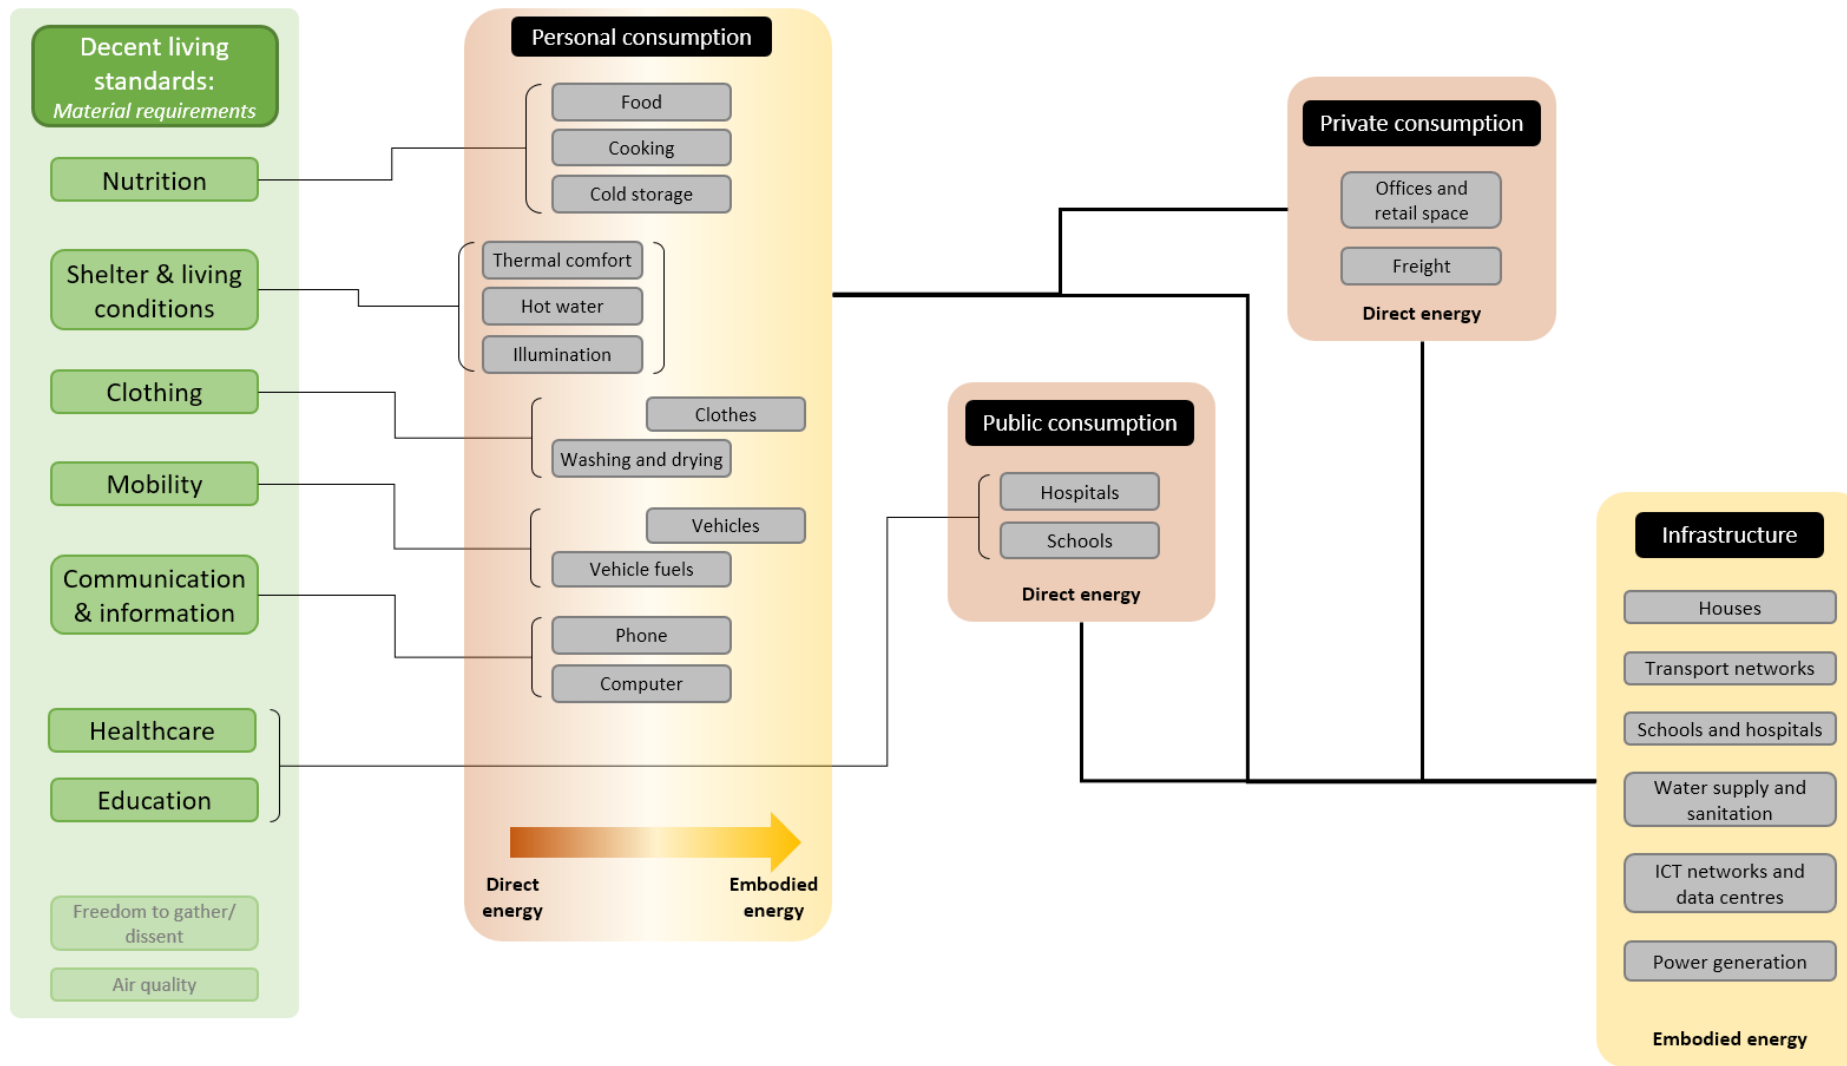 Decent living
standards:
Material requirements
Nutrition
Shelter & living
conditions
Clothing
Mobility
Communication
& information
Healthcare
Education
Freedom to gather/
dissent
Air quality
Personal consumption
Food
Cooking
Cold storage
Thermal comfort
Hot water
Illumination
Clothes
Washing and drying
Vehicles
Vehicle fuels
Phone
Computer
Direct
energy
Embodied
energy
Public consumption
Hospitals
Schools
Direct energy
Private consumption
Offices and
retail space
Freight
Direct energy
Infrastructure
Houses
Transport networks
Schools and hospitals
Water supply and
sanitation
ICT networks and
data centres
Power generation
Embodied energy